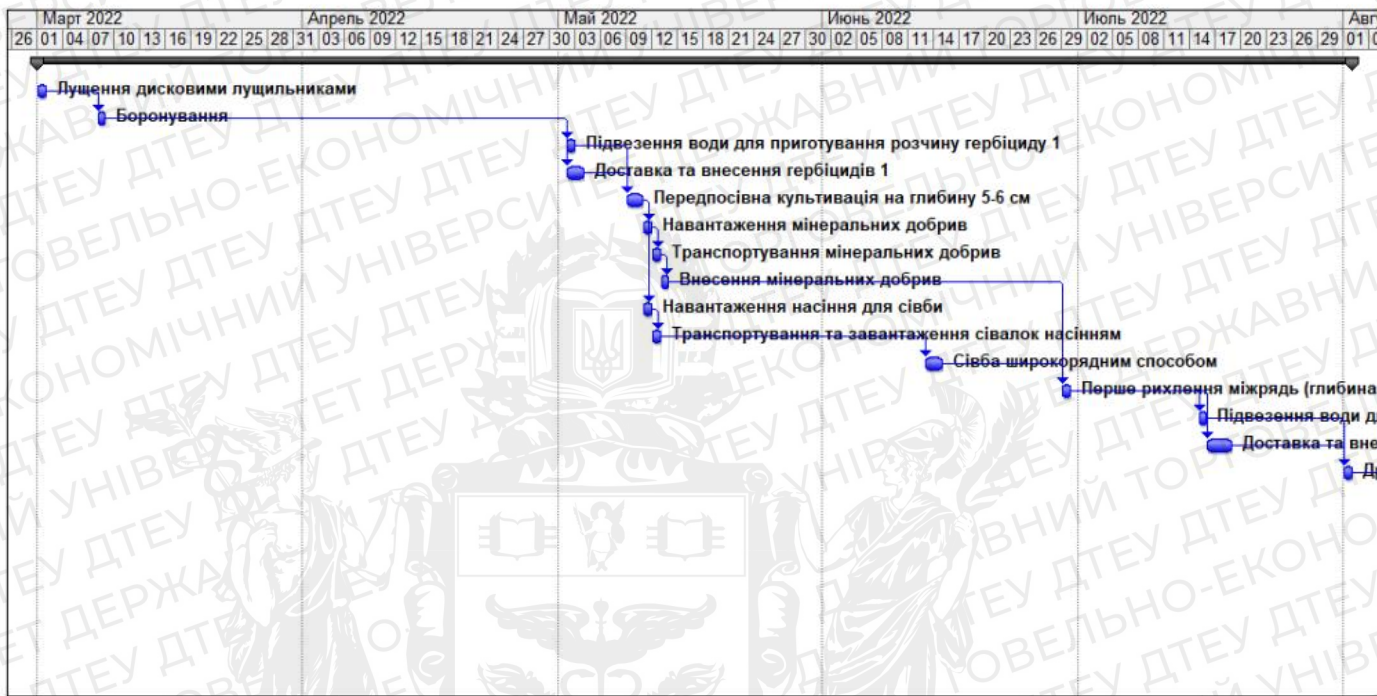 Март 2022 Апрель 2022 Май 2022 Июнь 2022 Июль 2022
26 01 04 07 10 13 16 19 22 25 28 31 03 06 09 12 15 18 21 24 27 30 03 06 09 12 15 18 21 24 27 30 02 05 08 11 14 17 20 23 26 29 02 05 08 11 14 17 20 23 26 29 01
Лущення дисковими лущильниками
Боронування
Підвезення води для приготування розчину гербіциду 1
Доставка та внесення гербіцидів 1
Передпосівна культивація на глибину 5-6 см
Навантаження мінеральних добрив
Транспортування мінеральних добрив
Внесення мінеральних добрив
Навантаження насіння для сівби
Транспортування та завантаження сівалок насінням
Сівба широкорядним способом
Перше рихлення міжрядь (глибина
Підвезення води
Доставка та